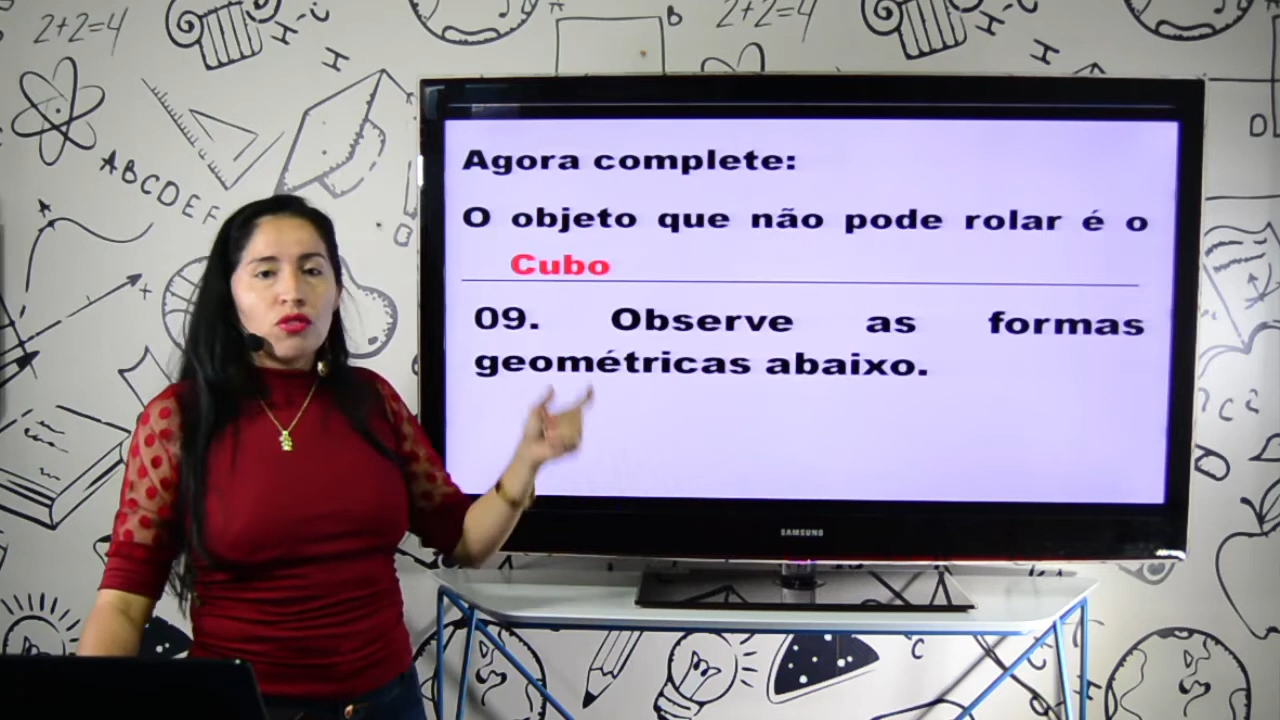 2+2=4
2+2=4
B
ABCDEF
D
Agora complete:
O objeto que não pode rolar é o
Cubo
09. Observe as formas
geométricas abaixo.
SAMSUNG